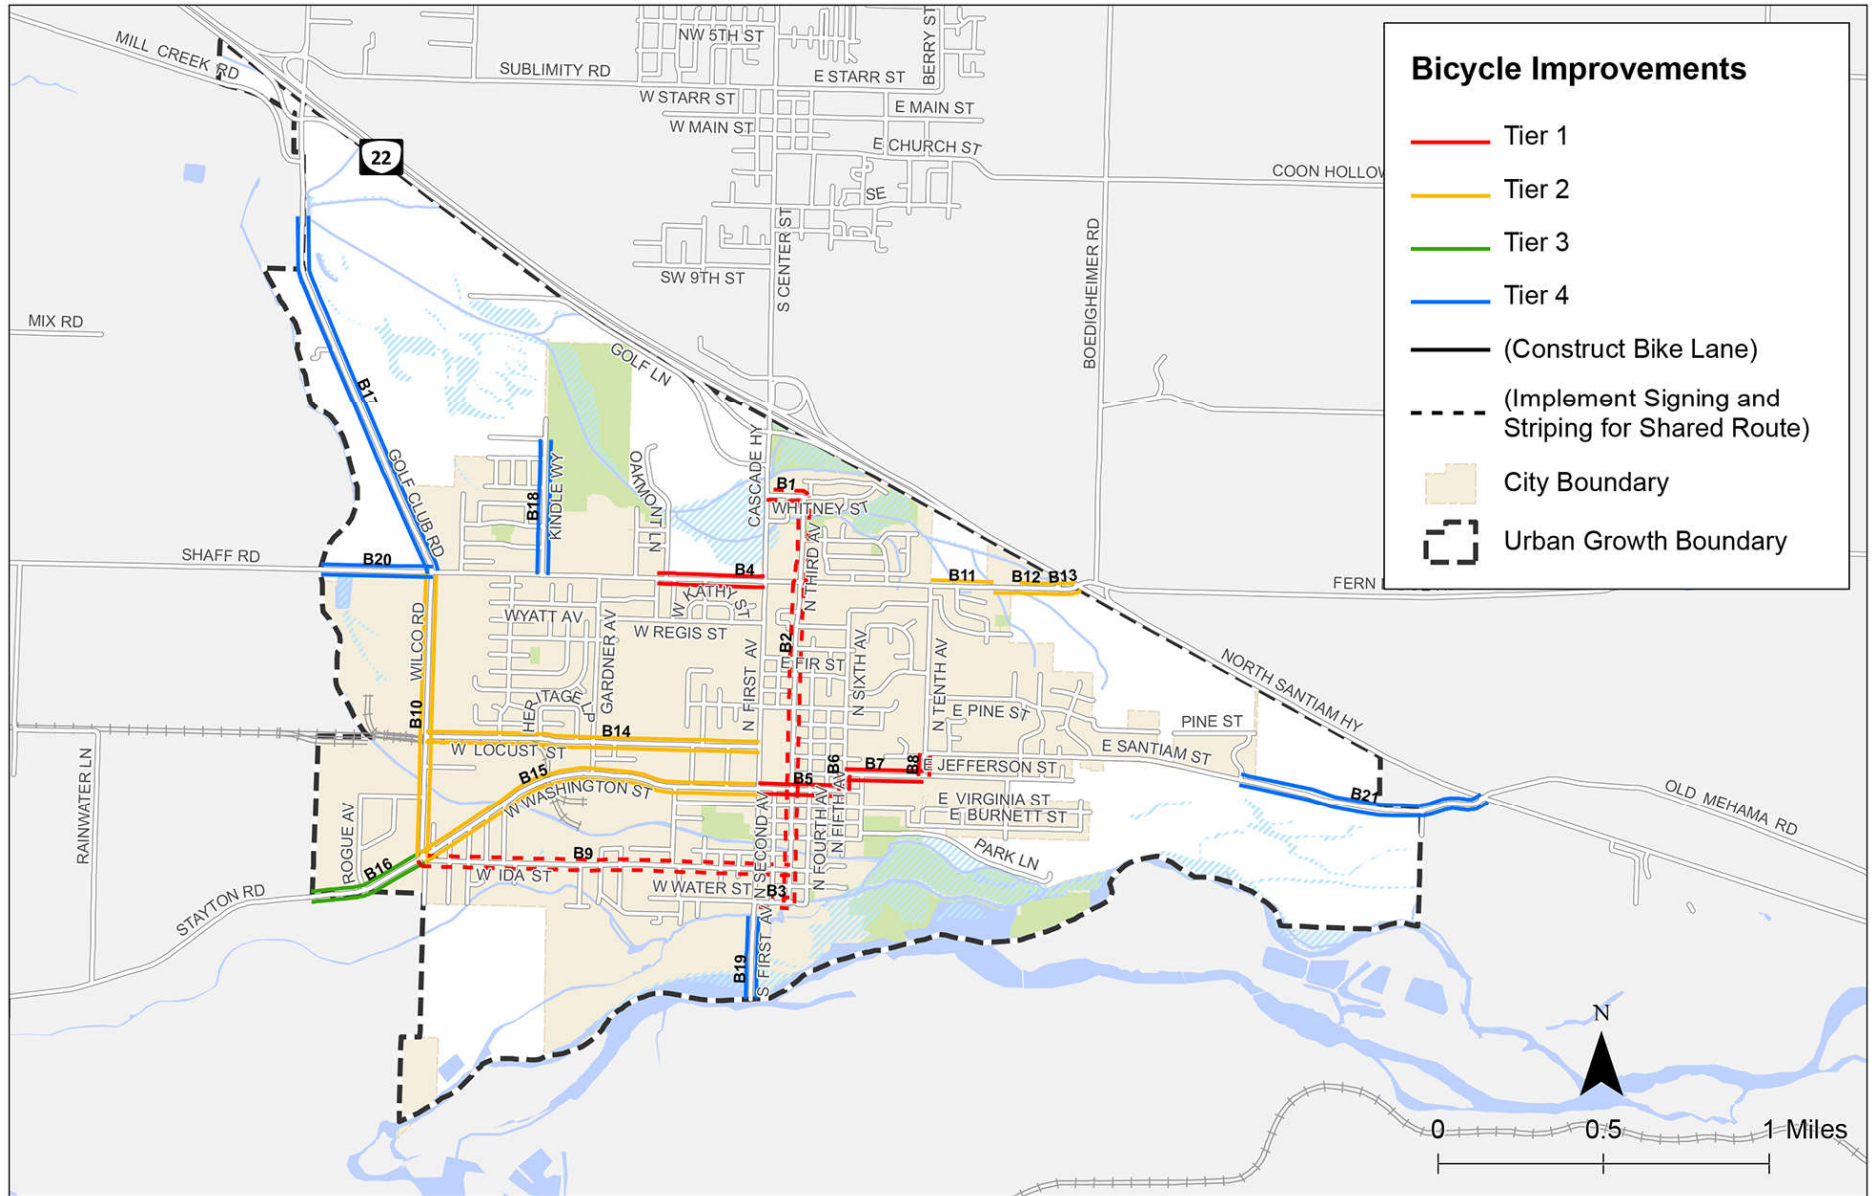 Bicycle Improvements
Tier 1
Tier 2
Tier 3
Tier 4
(Construct Bike Lane)
(Implement Signing and
Striping for Shared Route)
City Boundary
Urban Growth Boundary
MILL CREEK RD
SUBLIMITY RD
NW 5TH ST
BERRY ST
E STARR ST
W STARR ST
E MAIN ST
W MAIN ST
E CHURCH ST
22
COON HOLLOW
SE
S CENTER ST
SW 9TH ST
BOEDIGHEIMER RD
MIX RD
GOLF LN
B17
GOLF CLUB RD
B18
KINDLE WY
OAKMONT LN
CASCADE HY
B1
WHITNEY ST
N THIRD AV
SHAFF RD
B20
B4
B11
B12
B13
FERN
W KATHY ST
WYATT AV
W REGIS ST
WILCO RD
GARDNER AV
N FIRST AV
B2
E FIR ST
N SIXTH AV
N TENTH AV
NORTH SANTIAM HY
HERITAGE LP
E PINE ST
PINE ST
B10
B14
W LOCUST ST
E SANTIAM ST
B15
W WASHINGTON ST
B5
B6
B7
B8
E JEFFERSON ST
B21
OLD MEHAMA RD
E VIRGINIA ST
E BURNETT ST
RAINWATER LN
ROGUE AV
N SECOND AV
N FOURTH AV
N FIFTH AV
PARK LN
B16
B9
W IDA ST
W WATER ST
B3
STAYTON RD
B19
S FIRST AV
N
0
0.5
1 Miles